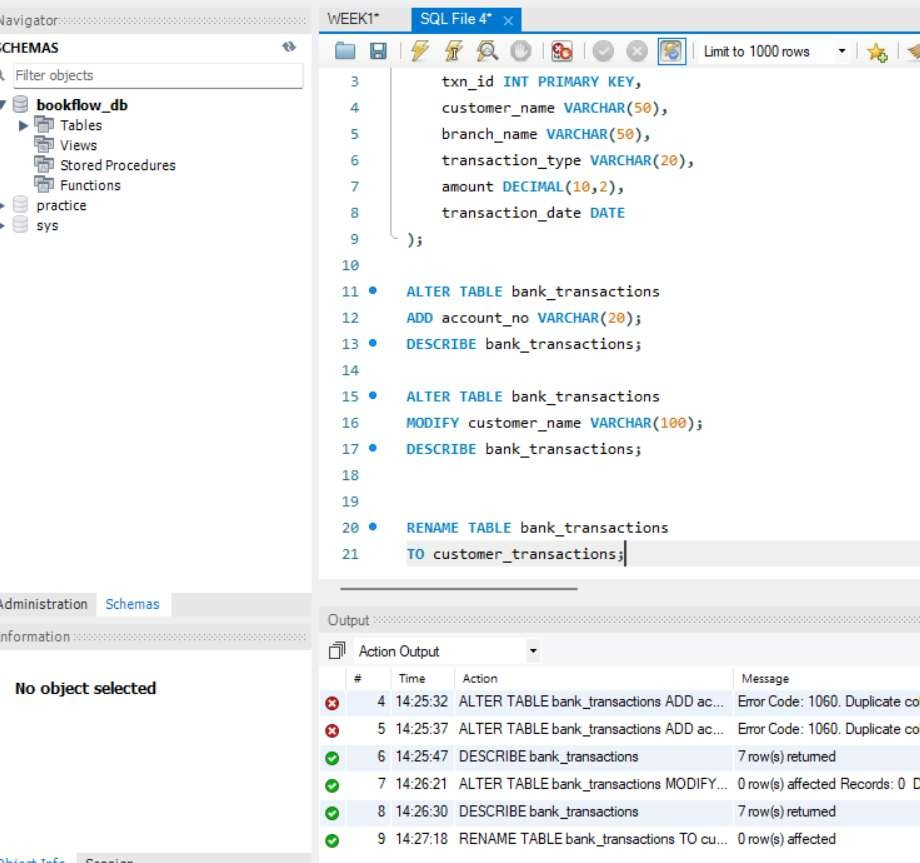 Navigator
WEEK1*
SQL File 4*
SCHEMAS
Limit to 1000 rows
Filter objects
bookflow_db
Tables
Views
Stored Procedures
Functions
practice
sys
3 txn_id INT PRIMARY KEY,
4 customer_name VARCHAR(50),
5 branch_name VARCHAR(50),
6 transaction_type VARCHAR(20),
7 amount DECIMAL(10,2),
8 transaction_date DATE
9 );
10
11 ALTER TABLE bank_transactions
12 ADD account_no VARCHAR(20);
13 DESCRIBE bank_transactions;
14
15 ALTER TABLE bank_transactions
16 MODIFY customer_name VARCHAR(100);
17 DESCRIBE bank_transactions;
18
19
20 RENAME TABLE bank_transactions
21 TO customer_transactions;
Administration Schemas
Information
No object selected
Object Info Session
Output
Action Output
# Time Action Message
4 14:25:32 ALTER TABLE bank_transactions ADD ac... Error Code: 1060. Duplicate co
5 14:25:37 ALTER TABLE bank_transactions ADD ac... Error Code: 1060. Duplicate co
6 14:25:47 DESCRIBE bank_transactions 7 row(s) returned
7 14:26:21 ALTER TABLE bank_transactions MODIFY... 0 row(s) affected Records: 0 D
8 14:26:30 DESCRIBE bank_transactions 7 row(s) returned
9 14:27:18 RENAME TABLE bank_transactions TO cu... 0 row(s) affected